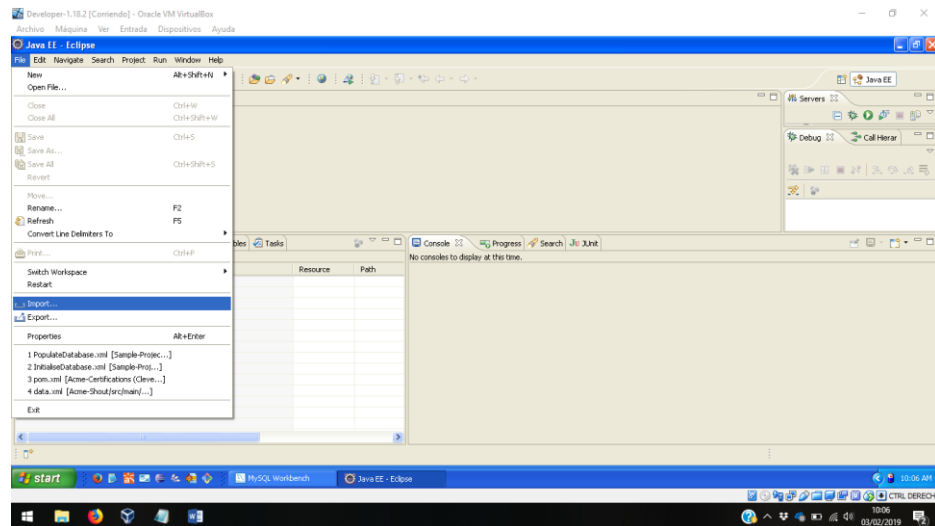 Developer-1.18.2 [Corriendo] - Oracle VM VirtualBox
Archivo Máquina Ver Entrada Dispositivos Ayuda
Java EE - Eclipse
File Edit Navigate Search Project Run Window Help
New Alt+Shift+N
Open File...
Close Ctrl+W
Close All Ctrl+Shift+W
Save Ctrl+S
Save As...
Save All Ctrl+Shift+S
Revert
Move...
Rename... F2
Refresh F5
Convert Line Delimiters To
Print... Ctrl+P
Switch Workspace
Restart
Import...
Export...
Properties Alt+Enter
1 PopulateDatabase.xml [Sample-Projec...]
2 InitialiseDatabase.xml [Sample-Proj...]
3 pom.xml [Acme-Certifications (Cleve...]
4 data.xml [Acme-Shout/src/main/...]
Exit
Java EE
Servers
Debug Call Hierar
bles Tasks
Resource Path
Console Progress Search JUnit
No consoles to display at this time.
start MySQL Workbench Java EE - Eclipse 10:06 AM
CTRL DERECH
10:06
03/02/2019